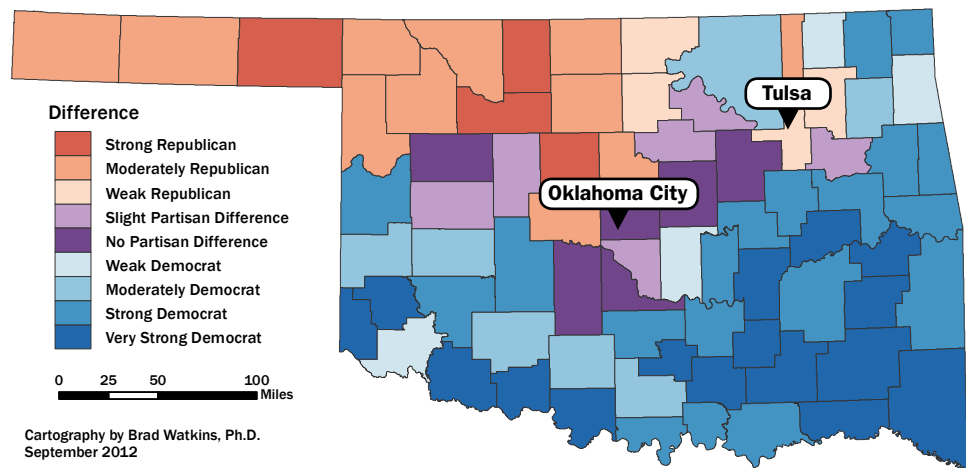 Tulsa
Difference
Strong Republican
Moderately Republican
Weak Republican
Oklahoma City
Slight Partisan Difference
No Partisan Difference
Weak Democrat
Moderately Democrat
Strong Democrat
Very Strong Democrat
0 25 50 100
Miles
Cartography by Brad Watkins, Ph.D.
September 2012